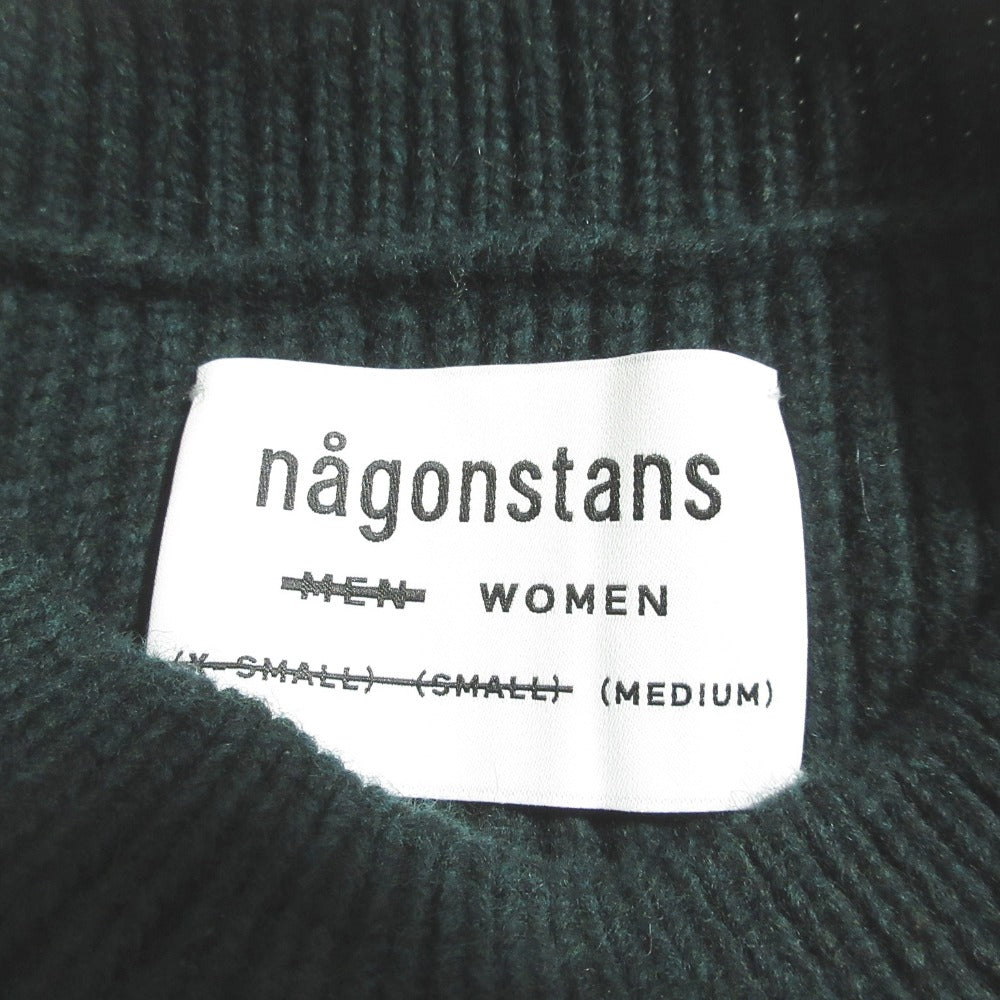 någonstans
MEN WOMEN
(X-SMALL) (SMALL) (MEDIUM)